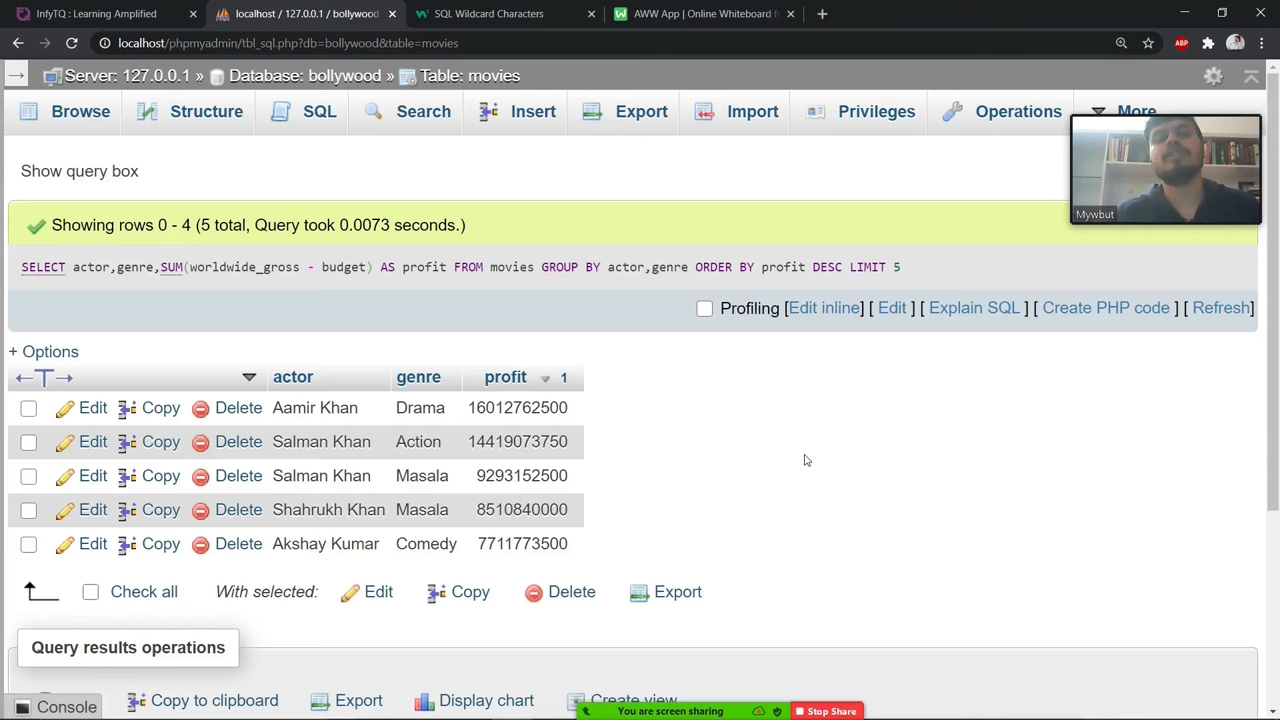 InfyTQ : Learning Amplified
localhost / 127.0.0.1 / bollywood
SQL Wildcard Characters
AWW App | Online Whiteboard for
localhost/phpmyadmin/tbl_sql.php?db=bollywood&table=movies
ABP
Server: 127.0.0.1 » Database: bollywood » Table: movies
Browse Structure SQL Search Insert Export Import Privileges Operations More
Mywbut
Show query box
Showing rows 0 - 4 (5 total, Query took 0.0073 seconds.)
SELECT actor,genre,SUM(worldwide_gross - budget) AS profit FROM movies GROUP BY actor,genre ORDER BY profit DESC LIMIT 5
Profiling [Edit inline] [ Edit ] [ Explain SQL ] [ Create PHP code ] [ Refresh]
+ Options
actor genre profit 1
Edit Copy Delete Aamir Khan Drama 16012762500
Edit Copy Delete Salman Khan Action 14419073750
Edit Copy Delete Salman Khan Masala 9293152500
Edit Copy Delete Shahrukh Khan Masala 8510840000
Edit Copy Delete Akshay Kumar Comedy 7711773500
Check all With selected: Edit Copy Delete Export
Query results operations
Copy to clipboard Export Display chart Create view
Console
You are screen sharing Stop Share